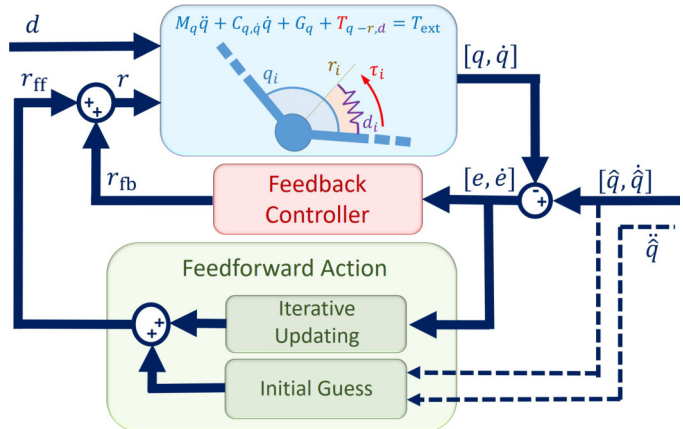 d
M_q q̈ + C_{q,q̇} q̇ + G_q + T_{q−r,d} = T_ext
r_ff
r
q_i
r_i
τ_i
d_i
[q, q̇]
+
+
r_fb
Feedback
Controller
[e, ė]
-
+
[q̂, q̂̇]
q̂̈
Feedforward Action
+
+
Iterative
Updating
Initial Guess